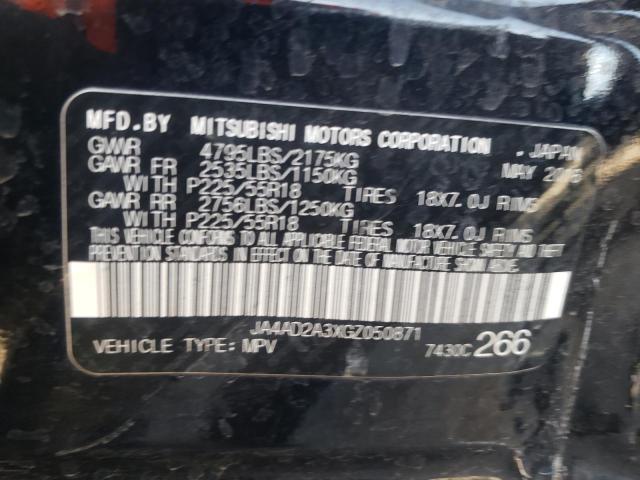 MFD.BY MITSUBISHI MOTORS CORPORATION - JAPAN
GVWR 4795LBS/2175KG MAY
GAWR FR 2535LBS/1150KG
WITH P225/55R18 TIRES 18X7.0J RIMS
GAWR RR 2756LBS/1250KG
WITH P225/55R18 TIRES 18X7.0J RIMS
THIS VEHICLE CONFORMS TO ALL APPLICABLE FEDERAL MOTOR VEHICLE SAFETY AND THEFT
PREVENTION STANDARDS IN EFFECT ON THE DATE OF MANUFACTURE SHOWN ABOVE.
JA4AD2A3XGZ050871
VEHICLE TYPE: MPV 7430C 266